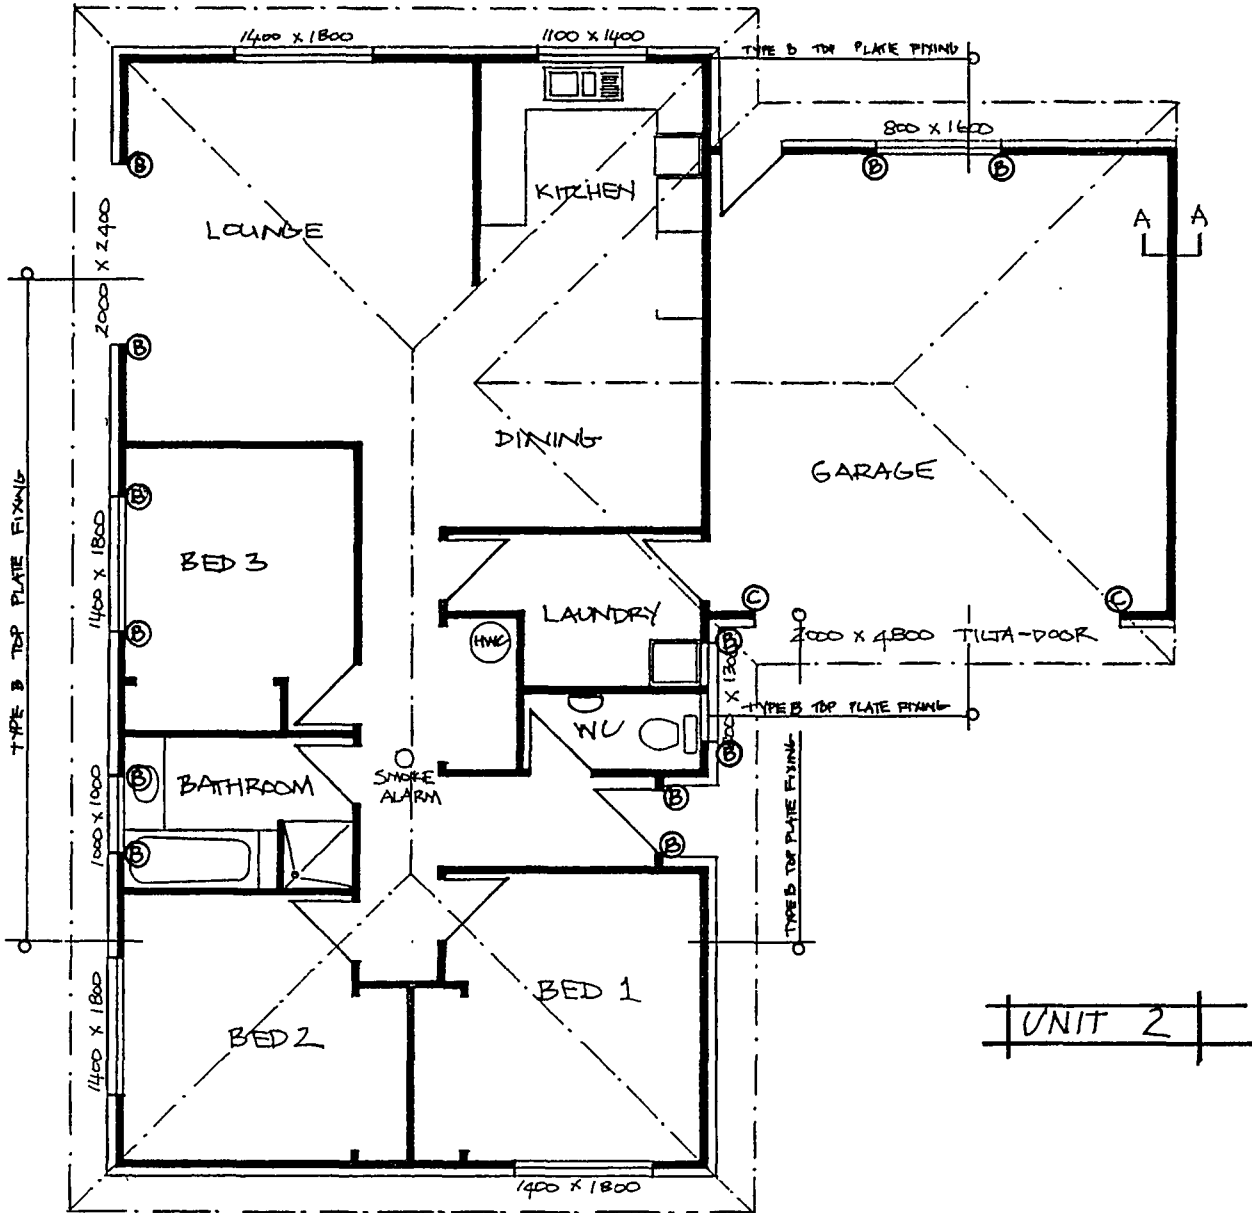 1400 x 1800
1100 x 1400
TYPE B TOP PLATE FIXING
800 x 1600
B
B
B
KITCHEN
A A
LOUNGE
2000 x 2400
B
DINING
GARAGE
TYPE B TOP PLATE FIXING
B
1400 x 1800
BED 3
B
LAUNDRY
C
C
2000 x 4800 TILTA-DOOR
HWC
B
x 1300
TYPE B TOP PLATE FIXING
WC
B
SMOKE
ALARM
BATHROOM
B
1000 x 1000
B
B
B
TYPE B TOP PLATE FIXING
BED 1
BED 2
1400 x 1800
UNIT 2
1400 x 1800